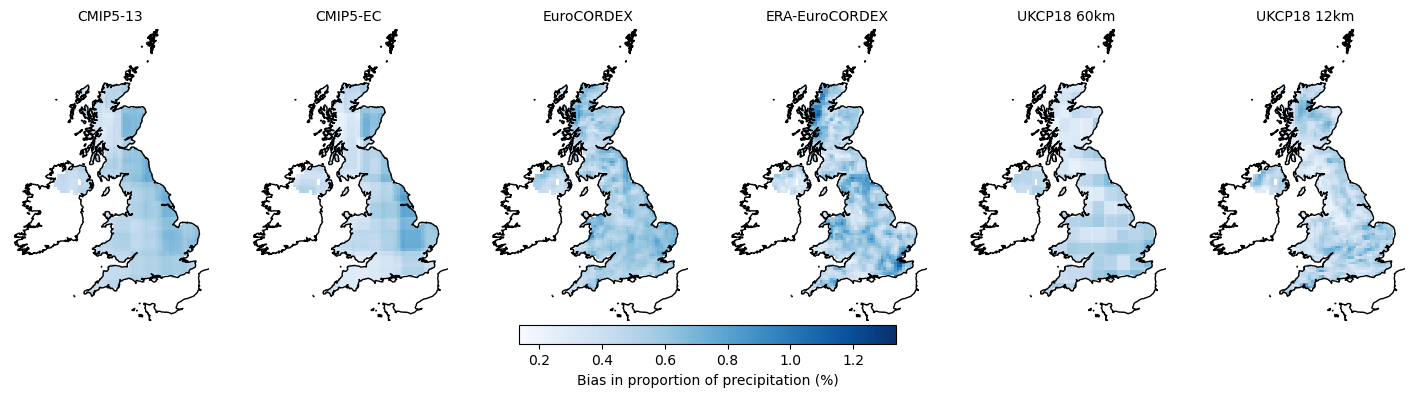 CMIP5-13
CMIP5-EC
EuroCORDEX
ERA-EuroCORDEX
UKCP18 60km
UKCP18 12km
0.2 0.4 0.6 0.8 1.0 1.2
Bias in proportion of precipitation (%)